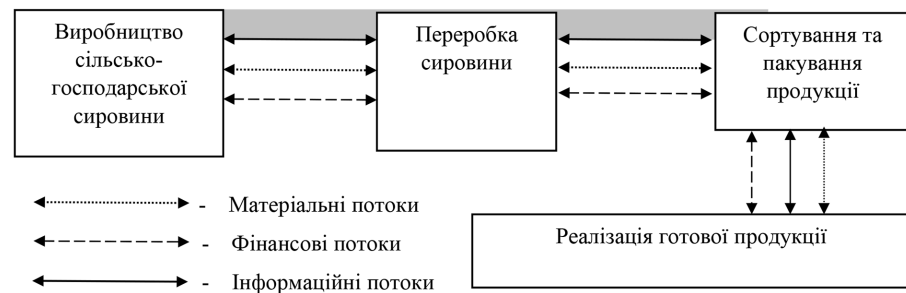 Виробництво
сільсько-
господарської
сировини
Переробка
сировини
Сортування та
пакування
продукції
- Матеріальні потоки
- Фінансові потоки
- Інформаційні потоки
Реалізація готової продукції